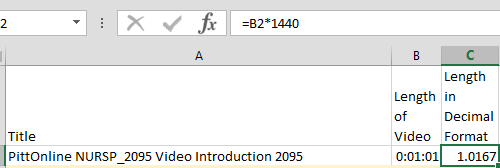 2
fx
=B2*1440
A
B
C
Title
Length
of
Video
Length
in
Decimal
Format
PittOnline NURSP_2095 Video Introduction 2095
0:01:01
1.0167